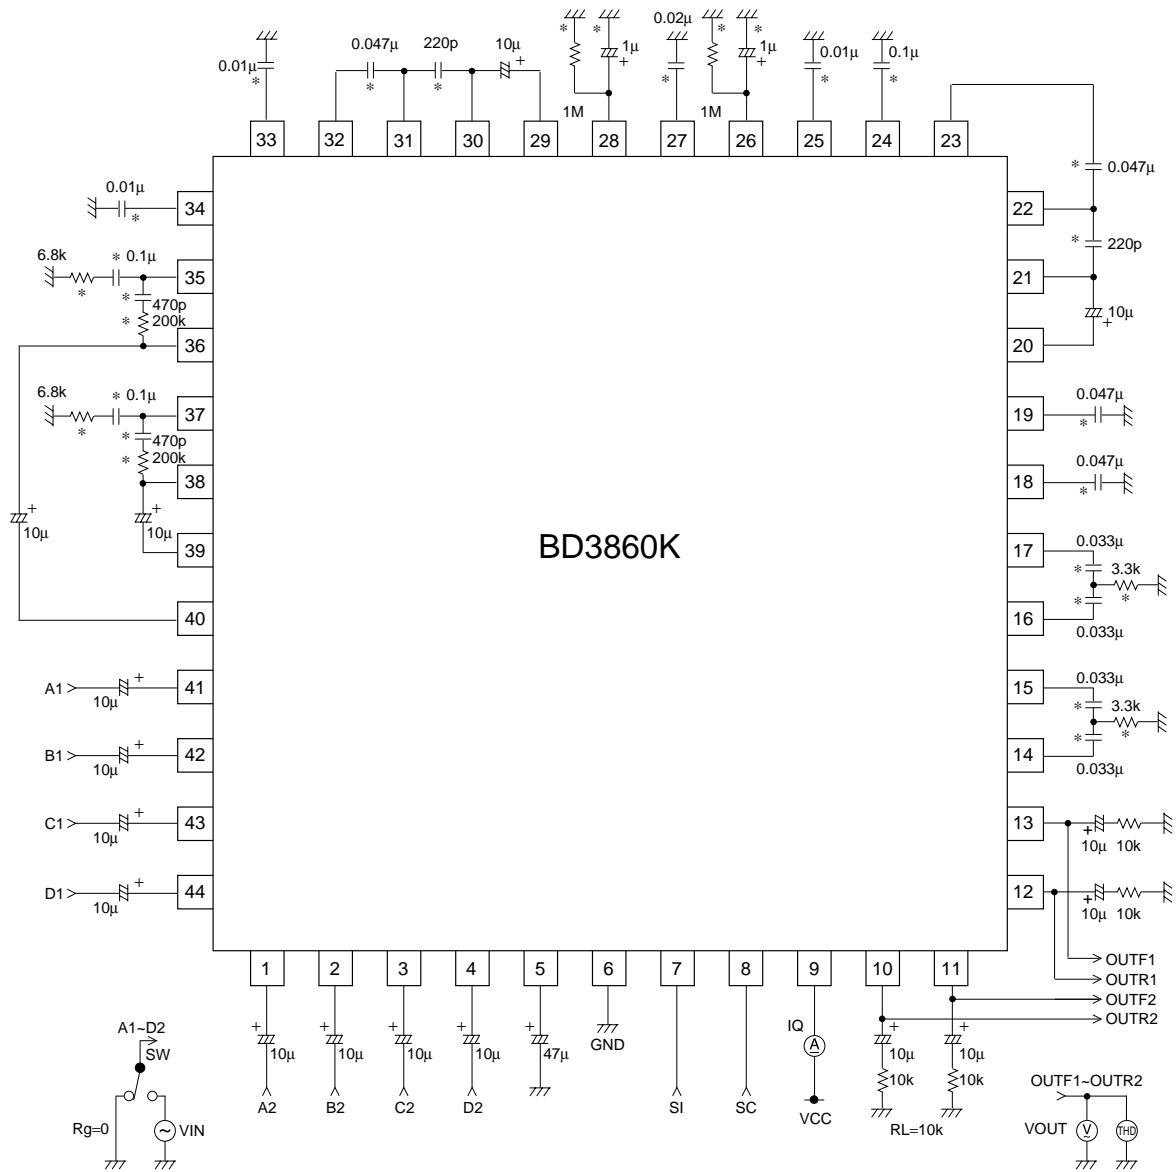 0.01µ
*
0.047µ
*
220p
*
10µ
+
*
*
1µ
+
1M
0.02µ
*
*
*
1µ
+
1M
0.01µ
*
0.1µ
*
33
32
31
30
29
28
27
26
25
24
23
* 0.047µ
* 220p
10µ
+
22
21
20
19
18
17
16
15
14
13
12
0.047µ
*
0.047µ
*
0.033µ
*
3.3k
*
*
0.033µ
0.033µ
*
3.3k
*
*
0.033µ
+
10µ
10k
+
10µ
10k
0.01µ
*
34
6.8k
* 0.1µ
*
35
* 470p
* 200k
36
6.8k
* 0.1µ
*
37
* 470p
* 200k
38
+
10µ
+
10µ
39
40
BD3860K
A1
10µ
+
41
B1
10µ
+
42
C1
10µ
+
43
D1
10µ
+
44
1
2
3
4
5
6
7
8
9
10
11
OUTF1
OUTR1
OUTF2
OUTR2
+
10µ
A2
+
10µ
B2
+
10µ
C2
+
10µ
D2
+
47µ
GND
SI
SC
IQ
A
VCC
+
10µ
10k
+
10µ
10k
RL=10k
A1~D2
SW
Rg=0
~
VIN
OUTF1~OUTR2
VOUT
V
~
THD